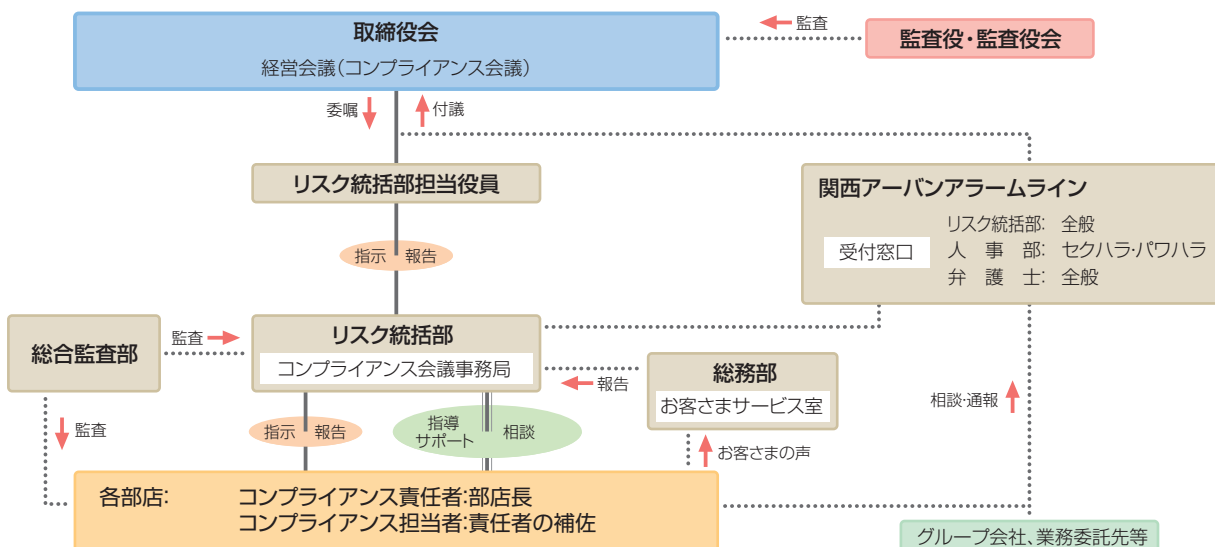 取締役会
経営会議(コンプライアンス会議)
監査
監査役・監査役会
委嘱
付議
リスク統括部担当役員
関西アーバンアラームライン
受付窓口
リスク統括部: 全般
人事部: セクハラ・パワハラ
弁護士: 全般
指示 報告
総合監査部
監査
リスク統括部
コンプライアンス会議事務局
報告
総務部
お客さまサービス室
相談・通報
監査
指示 報告
指導
サポート
相談
お客さまの声
各部店: コンプライアンス責任者:部店長
コンプライアンス担当者:責任者の補佐
グループ会社、業務委託先等